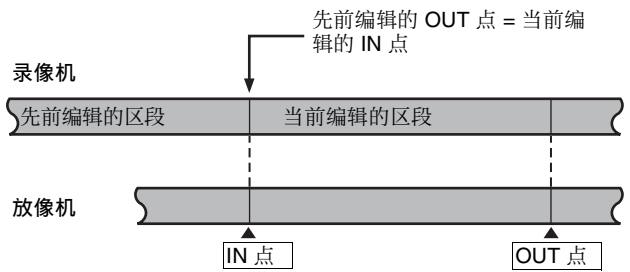 先前编辑的 OUT 点 = 当前编
辑的 IN 点
录像机
先前编辑的区段
当前编辑的区段
放像机
IN 点
OUT 点